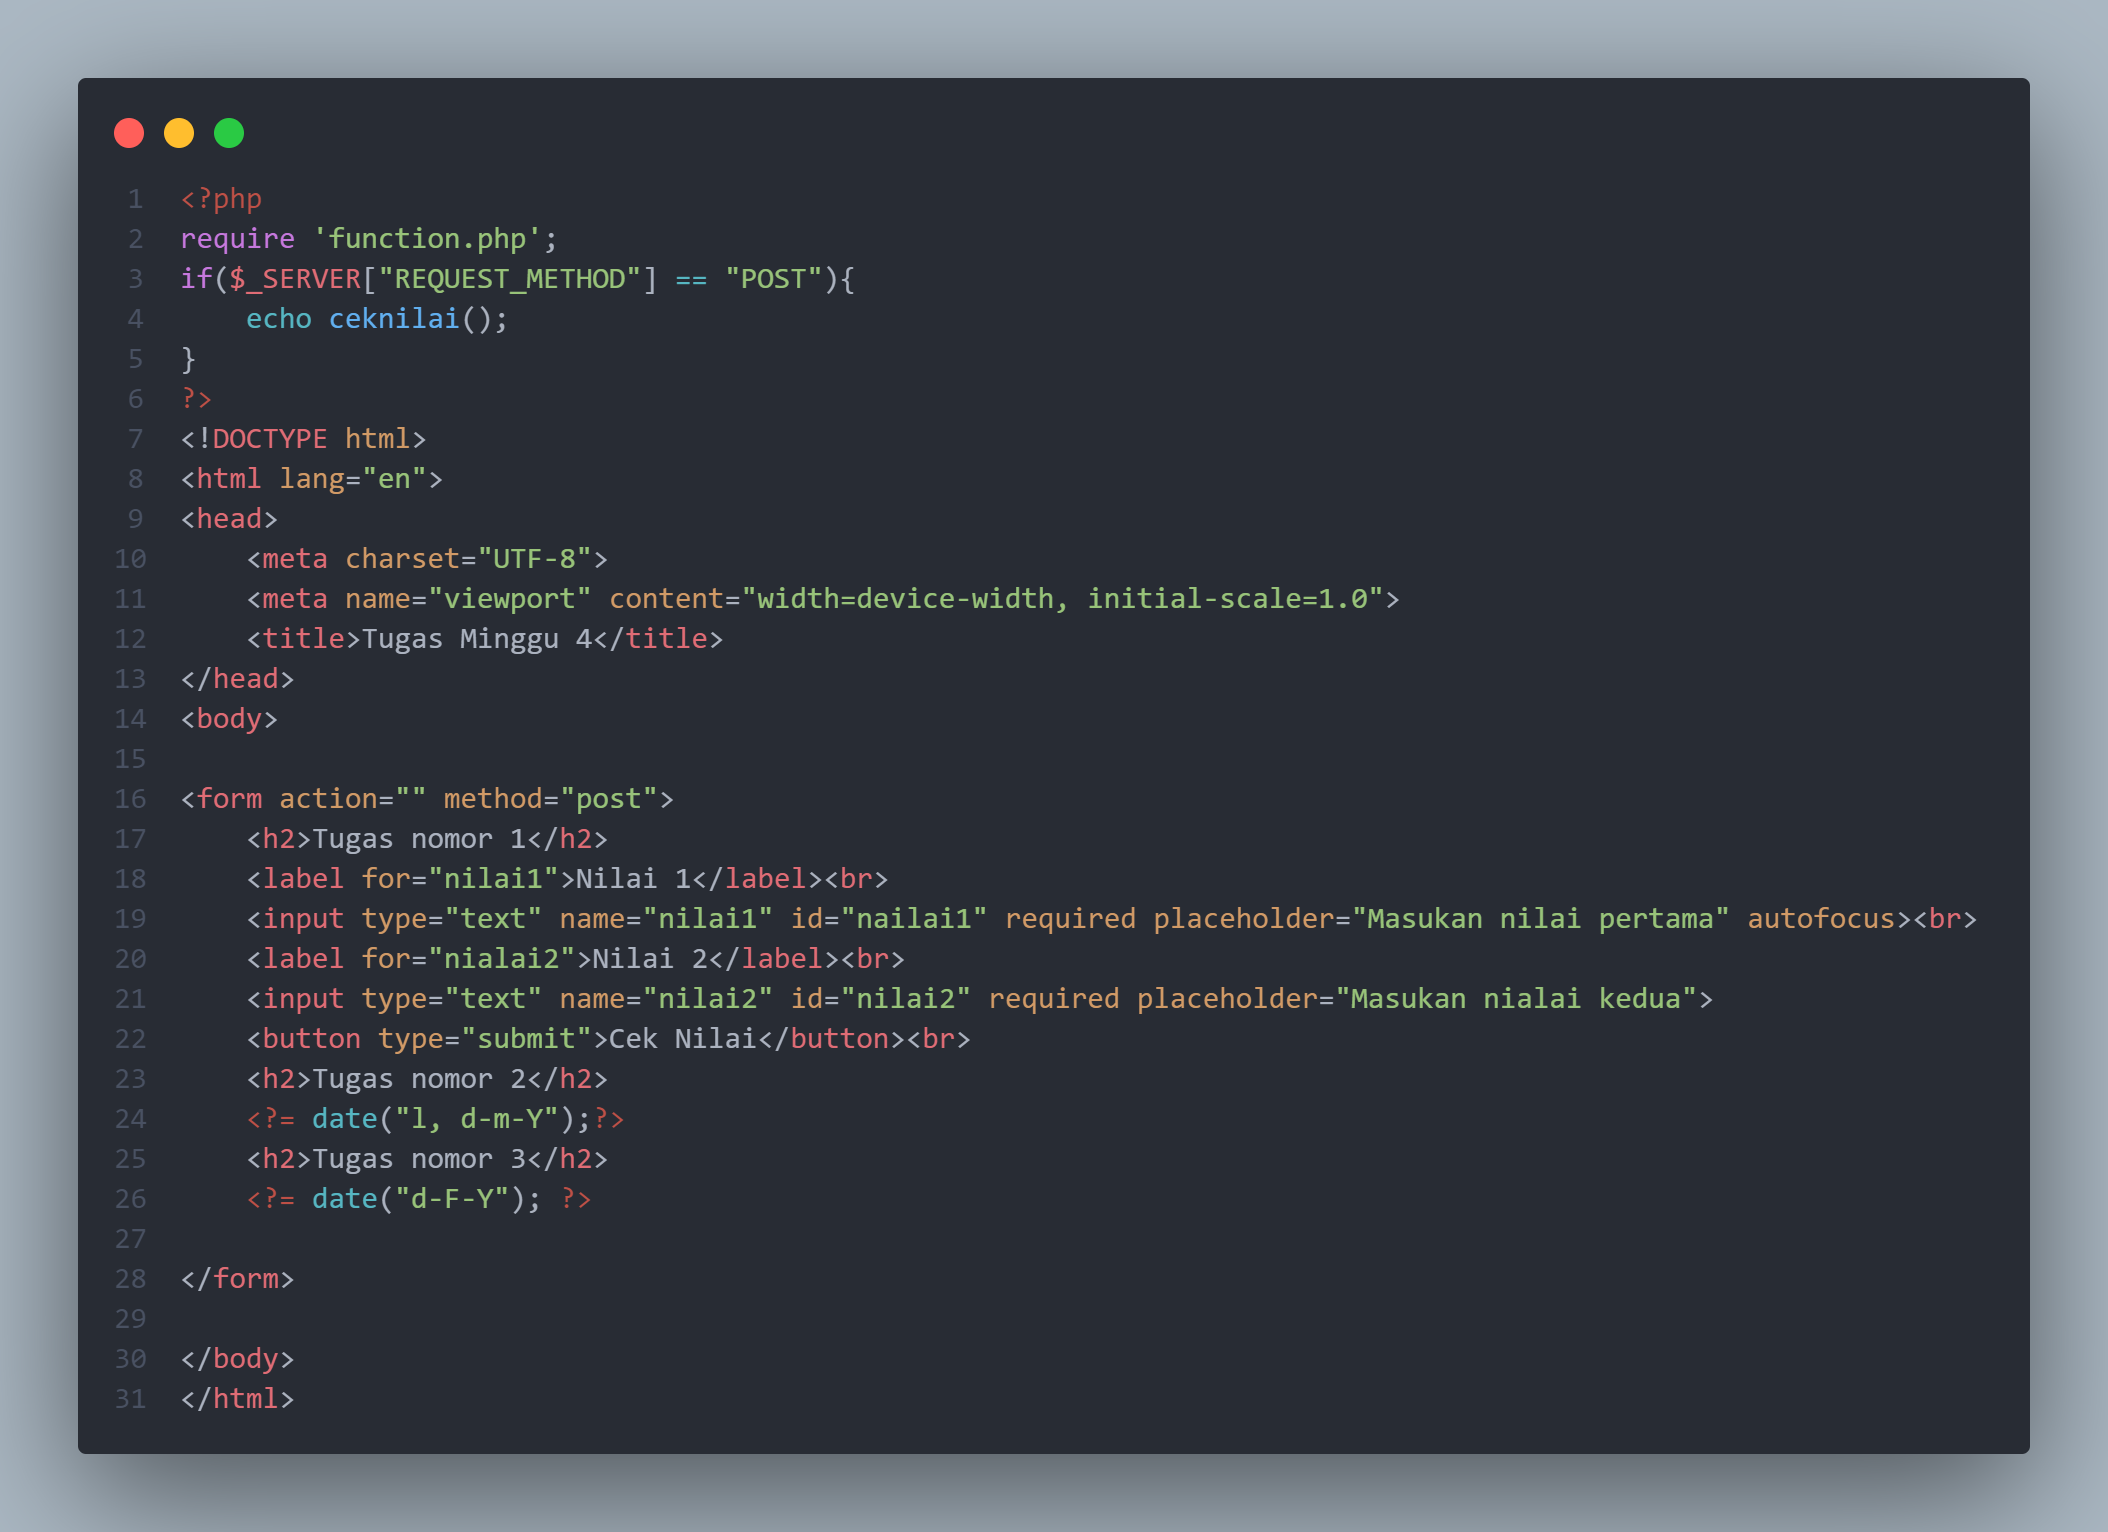 1 <?php
2 require 'function.php';
3 if($_SERVER["REQUEST_METHOD"] == "POST"){
4     echo ceknilai();
5 }
6 ?>
7 <!DOCTYPE html>
8 <html lang="en">
9 <head>
10     <meta charset="UTF-8">
11     <meta name="viewport" content="width=device-width, initial-scale=1.0">
12     <title>Tugas Minggu 4</title>
13 </head>
14 <body>
15
16 <form action="" method="post">
17     <h2>Tugas nomor 1</h2>
18     <label for="nilai1">Nilai 1</label><br>
19     <input type="text" name="nilai1" id="nailai1" required placeholder="Masukan nilai pertama" autofocus><br>
20     <label for="nialai2">Nilai 2</label><br>
21     <input type="text" name="nilai2" id="nilai2" required placeholder="Masukan nialai kedua">
22     <button type="submit">Cek Nilai</button><br>
23     <h2>Tugas nomor 2</h2>
24     <?= date("l, d-m-Y");?>
25     <h2>Tugas nomor 3</h2>
26     <?= date("d-F-Y"); ?>
27
28 </form>
29
30 </body>
31 </html>